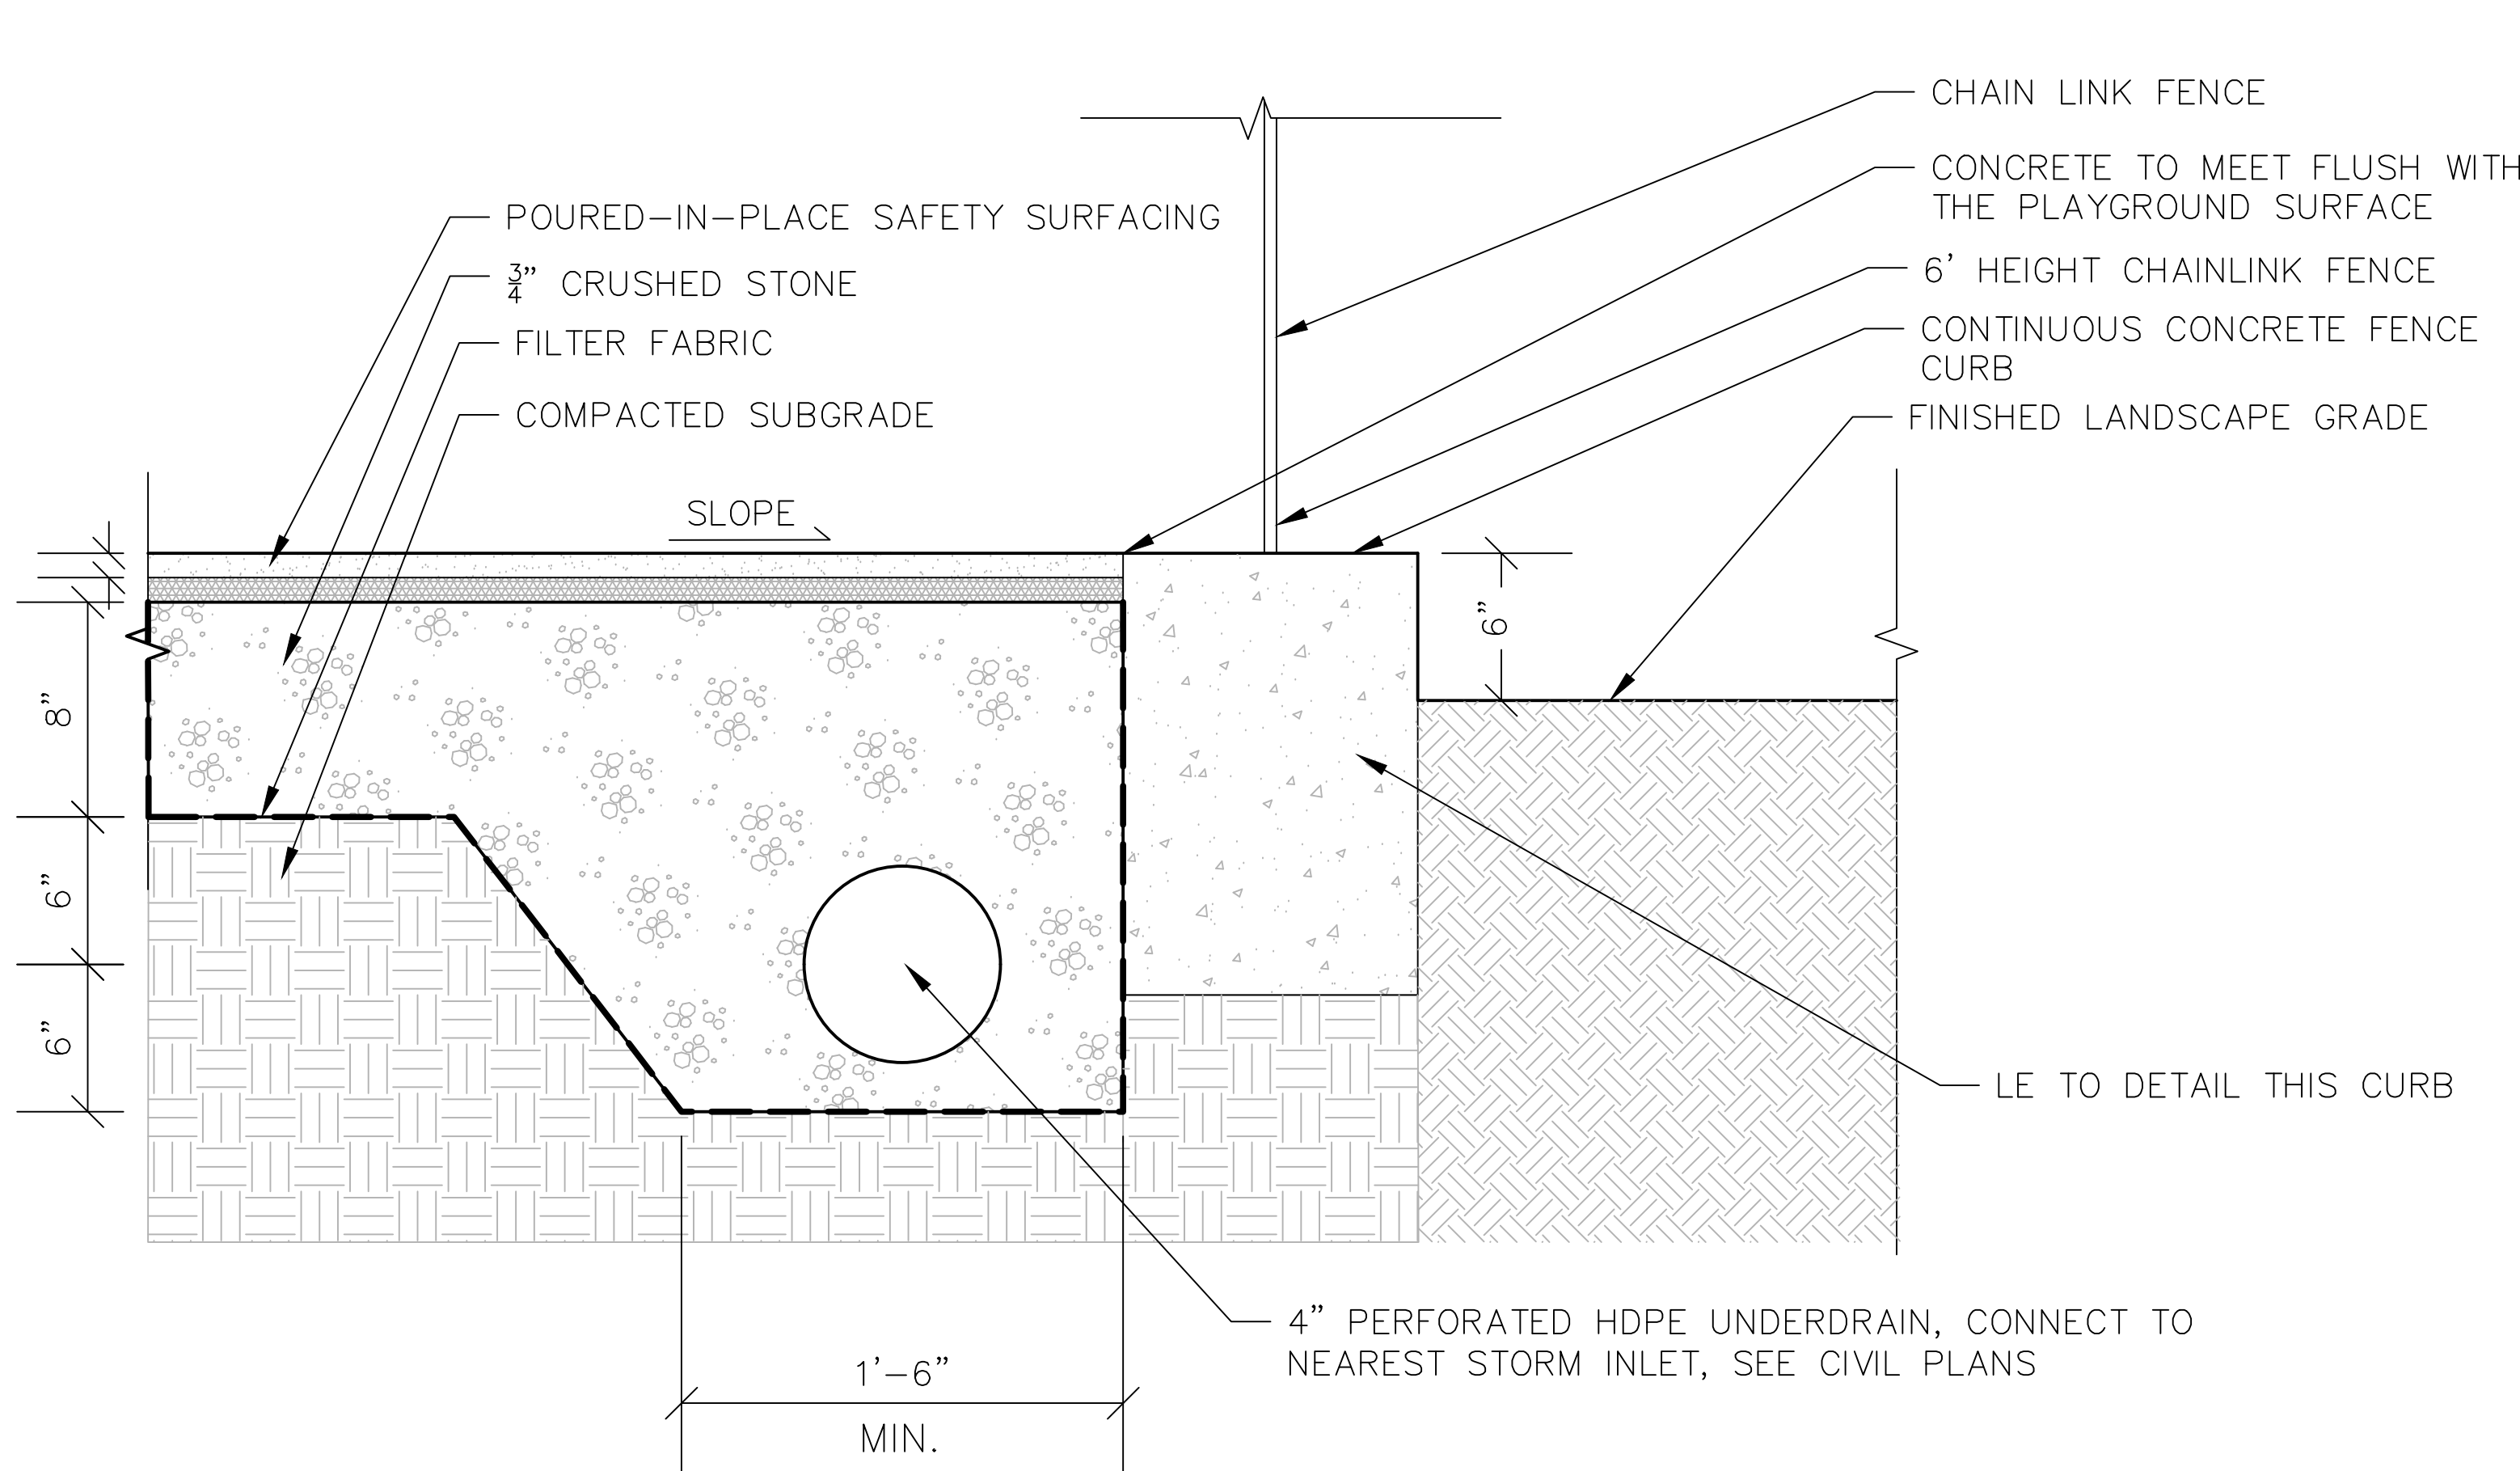 CHAIN LINK FENCE
CONCRETE TO MEET FLUSH WITH
THE PLAYGROUND SURFACE
POURED-IN-PLACE SAFETY SURFACING
3/4" CRUSHED STONE
6' HEIGHT CHAINLINK FENCE
FILTER FABRIC
CONTINUOUS CONCRETE FENCE
CURB
COMPACTED SUBGRADE
FINISHED LANDSCAPE GRADE
SLOPE
6"
8"
6"
6"
LE TO DETAIL THIS CURB
4" PERFORATED HDPE UNDERDRAIN, CONNECT TO
NEAREST STORM INLET, SEE CIVIL PLANS
1'-6"
MIN.